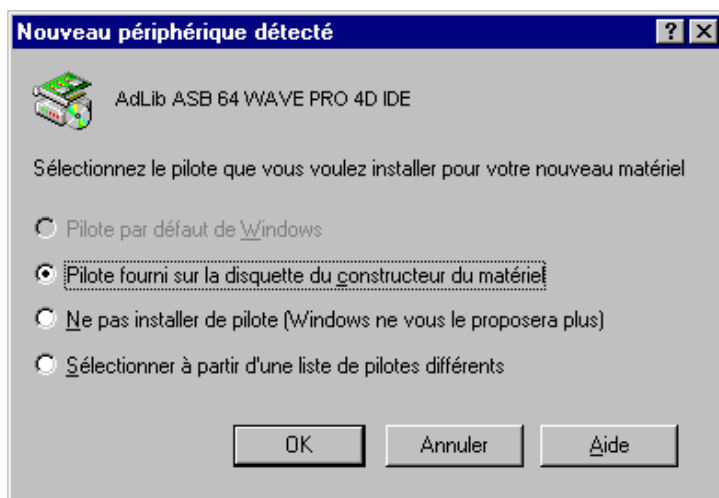 Nouveau périphérique détecté
AdLib ASB 64 WAVE PRO 4D IDE
Sélectionnez le pilote que vous voulez installer pour votre nouveau matériel
Pilote par défaut de Windows
Pilote fourni sur la disquette du constructeur du matériel
Ne pas installer de pilote (Windows ne vous le proposera plus)
Sélectionner à partir d'une liste de pilotes différents
OK Annuler Aide